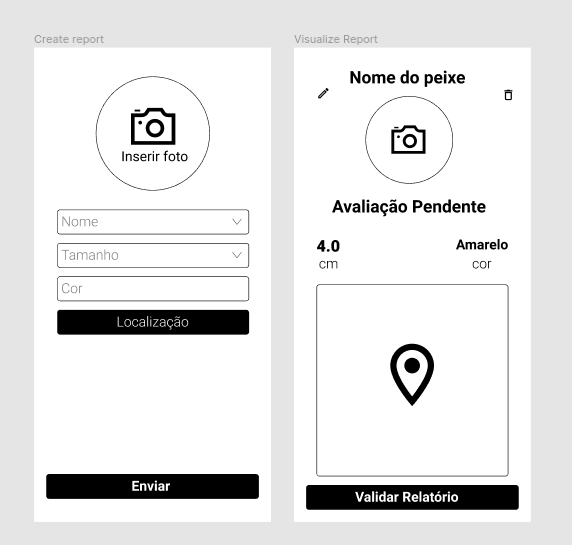 Create report
Inserir foto
Nome
Tamanho
Cor
Localização
Enviar
Visualize Report
Nome do peixe
Avaliação Pendente
4.0
cm
Amarelo
cor
Validar Relatório